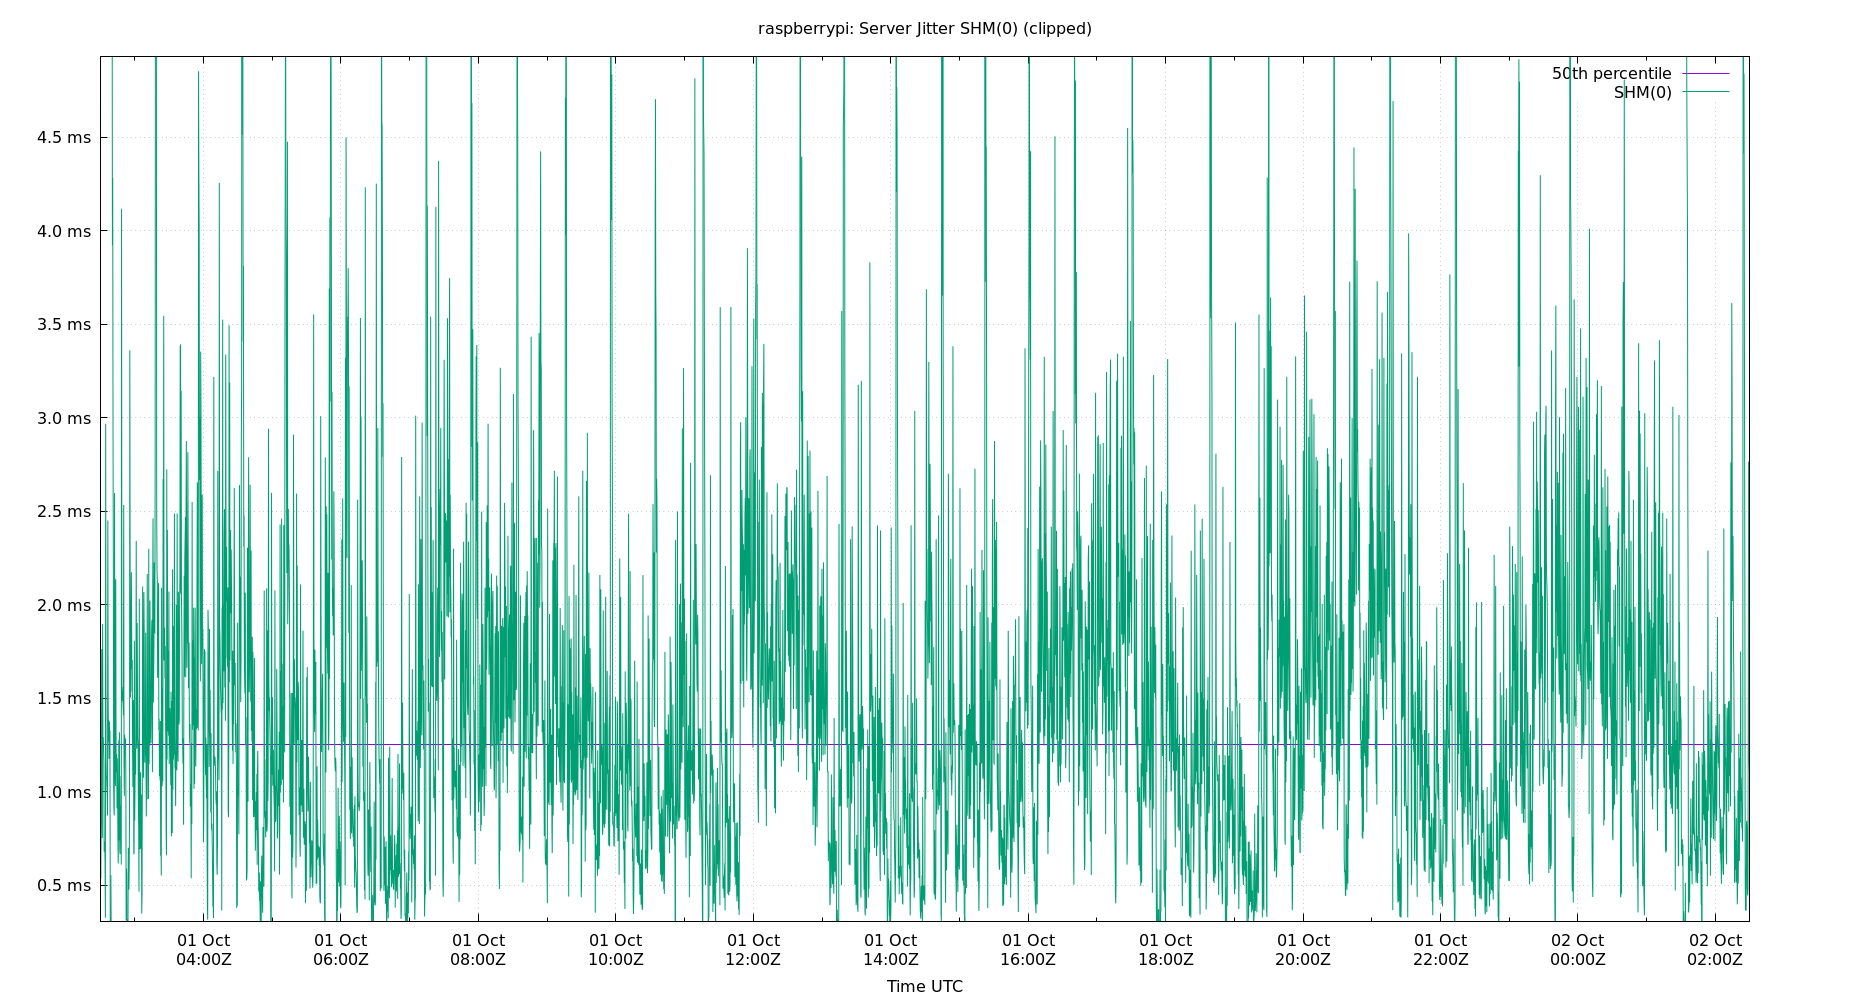 raspberrypi: Server Jitter SHM(0) (clipped)
50th percentile
SHM(0)
4.5 ms
4.0 ms
3.5 ms
3.0 ms
2.5 ms
2.0 ms
1.5 ms
1.0 ms
0.5 ms
01 Oct 01 Oct 01 Oct 01 Oct 01 Oct 01 Oct 01 Oct 01 Oct 01 Oct 01 Oct 02 Oct 02 Oct
04:00Z 06:00Z 08:00Z 10:00Z 12:00Z 14:00Z 16:00Z 18:00Z 20:00Z 22:00Z 00:00Z 02:00Z
Time UTC